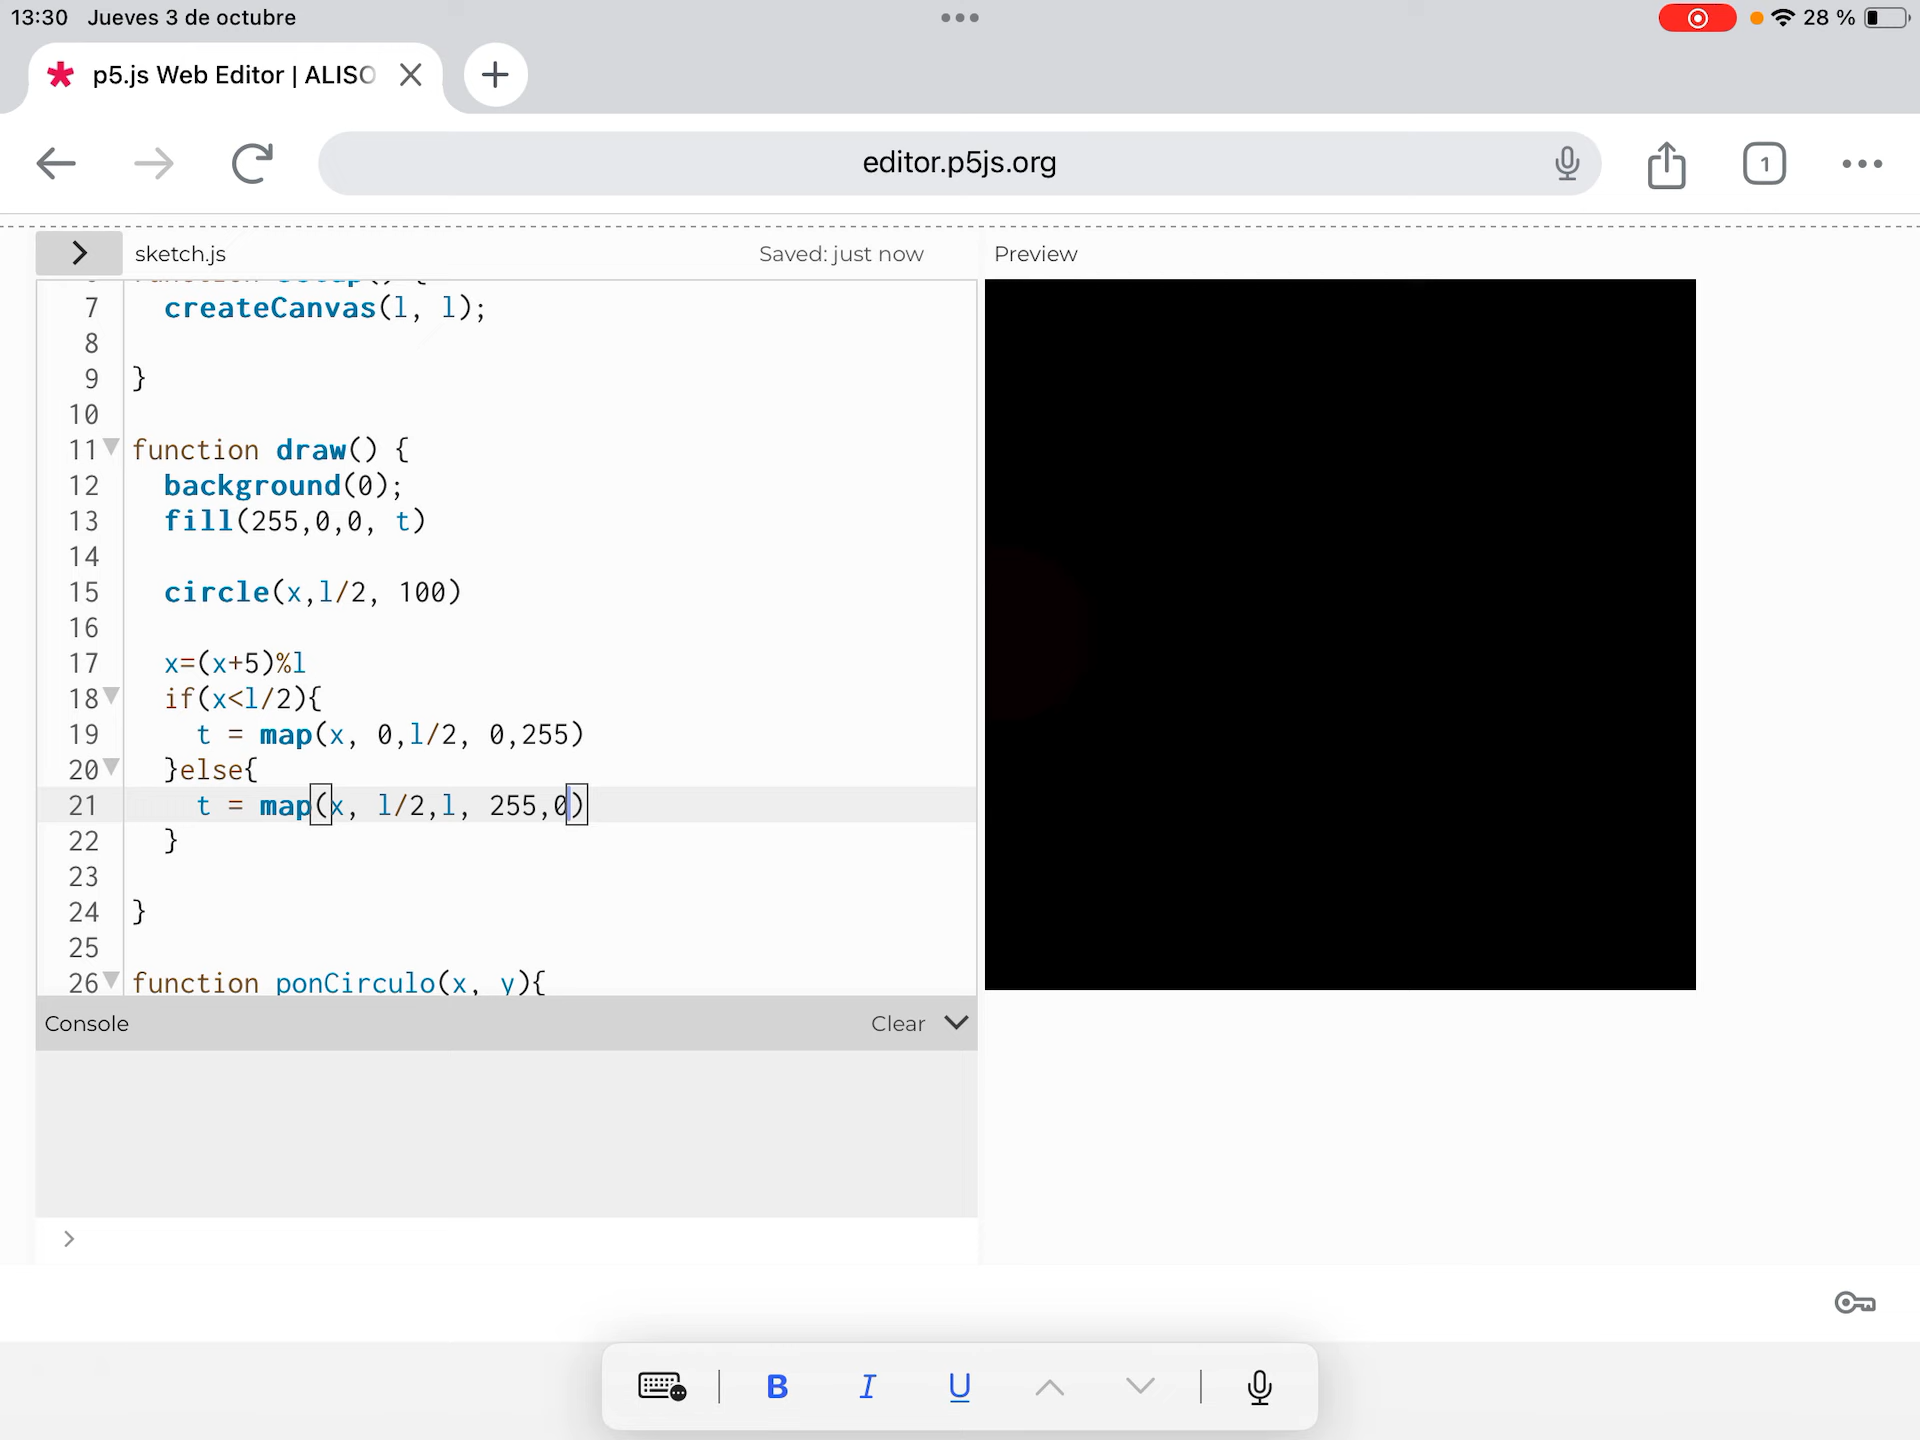 13:30 Jueves 3 de octubre
28 %
p5.js Web Editor | ALISO
editor.p5js.org
1
sketch.js
Saved: just now
Preview
7 createCanvas(l, l);
8
9 }
10
11 function draw() {
12 background(0);
13 fill(255,0,0, t)
14
15 circle(x,l/2, 100)
16
17 x=(x+5)%l
18 if(x<l/2){
19 t = map(x, 0,l/2, 0,255)
20 }else{
21 t = map(x, l/2,l, 255,0)
22 }
23
24 }
25
26 function ponCirculo(x, y){
Console
Clear
>
B I U